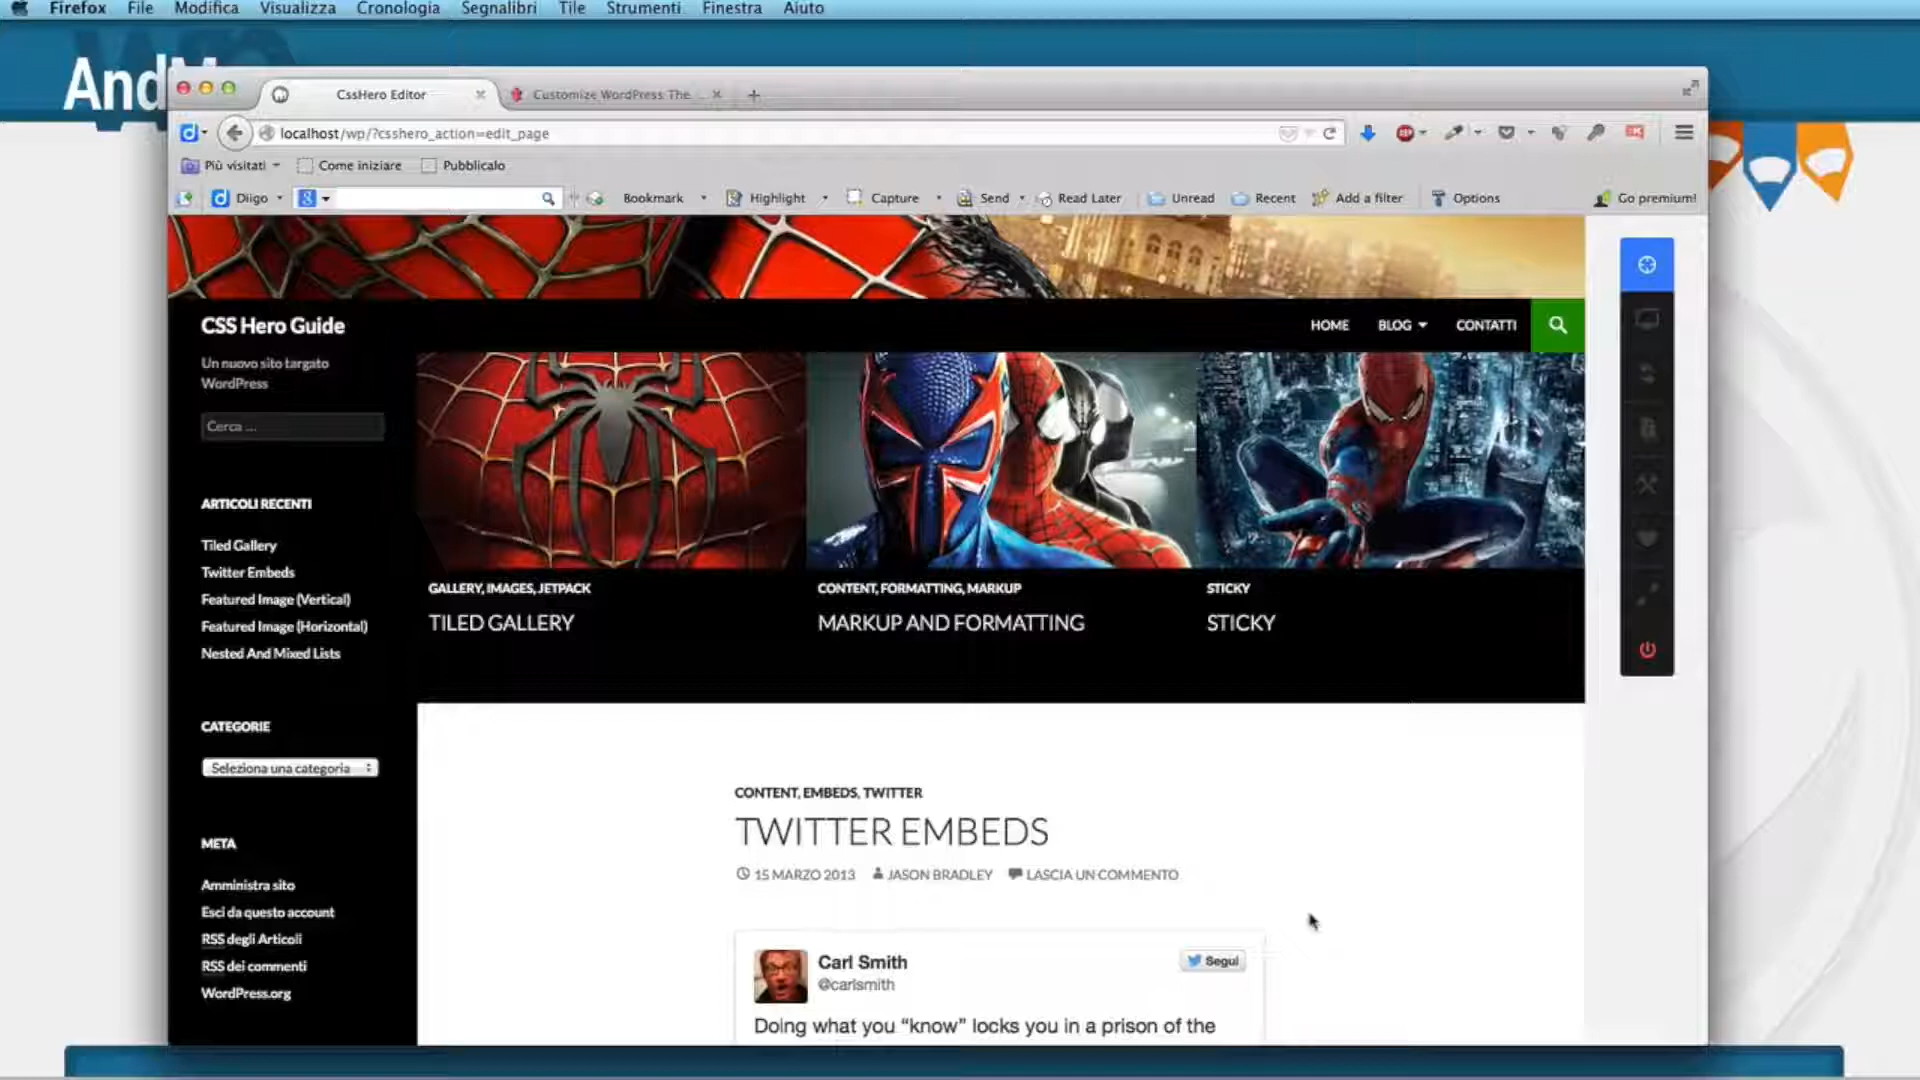 Firefox File Modifica Visualizza Cronologia Segnalibri Tile Strumenti Finestra Aiuto
And
CssHero Editor Customize WordPress The
localhost/wp/?csshero_action=edit_page
Più visitati Come iniziare Pubblicalo
Diigo Bookmark Highlight Capture Send Read Later Unread Recent Add a filter Options Go premium!
CSS Hero Guide
HOME BLOG CONTATTI
Un nuovo sito targato
WordPress
Cerca ...
ARTICOLI RECENTI
Tiled Gallery
Twitter Embeds
Featured Image (Vertical)
Featured Image (Horizontal)
Nested And Mixed Lists
CATEGORIE
Seleziona una categoria
META
Amministra sito
Esci da questo account
RSS degli Articoli
RSS dei commenti
WordPress.org
GALLERY, IMAGES, JETPACK
TILED GALLERY
CONTENT, FORMATTING, MARKUP
MARKUP AND FORMATTING
STICKY
STICKY
CONTENT, EMBEDS, TWITTER
TWITTER EMBEDS
15 MARZO 2013 JASON BRADLEY LASCIA UN COMMENTO
Carl Smith
@carlsmith
Segui
Doing what you “know” locks you in a prison of the